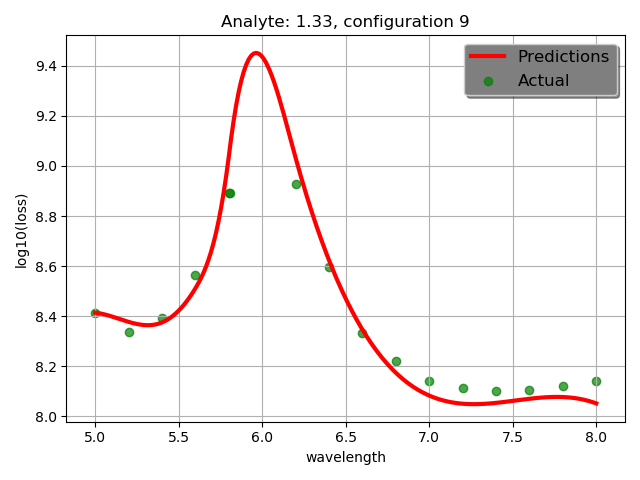 Analyte: 1.33, configuration 9
Predictions
Actual
log10(loss)
9.4
9.2
9.0
8.8
8.6
8.4
8.2
8.0
5.0 5.5 6.0 6.5 7.0 7.5 8.0
wavelength